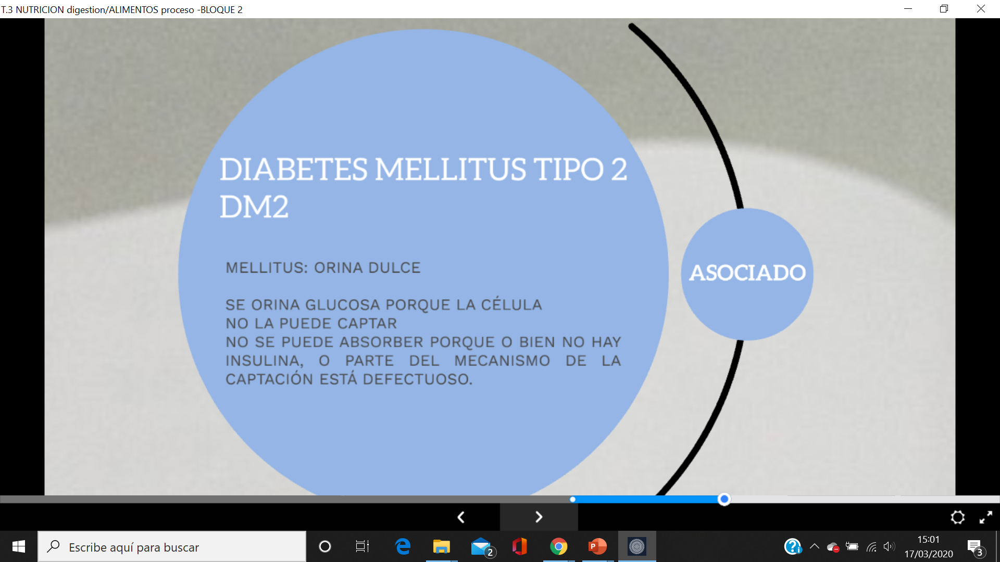 T.3 NUTRICION digestion/ALIMENTOS proceso -BLOQUE 2
DIABETES MELLITUS TIPO 2
DM2
MELLITUS: ORINA DULCE
SE ORINA GLUCOSA PORQUE LA CÉLULA
NO LA PUEDE CAPTAR
NO SE PUEDE ABSORBER PORQUE O BIEN NO HAY
INSULINA, O PARTE DEL MECANISMO DE LA
CAPTACIÓN ESTÁ DEFECTUOSO.
ASOCIADO
Escribe aquí para buscar
2
15:01
17/03/2020
3